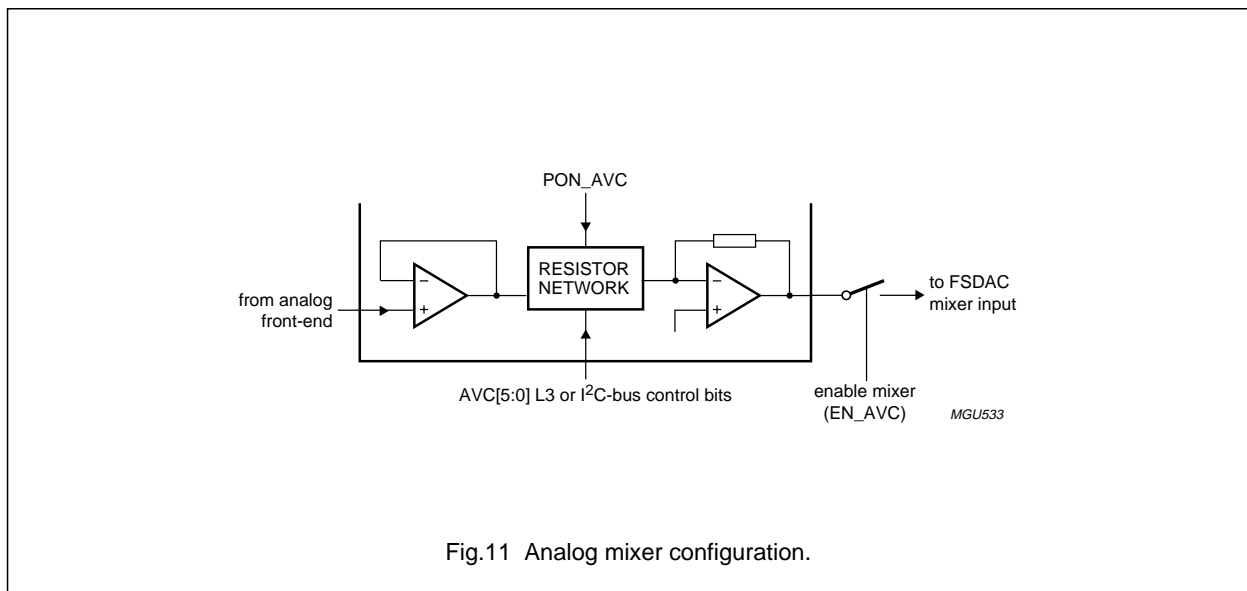 PON_AVC
RESISTOR
NETWORK
−
+
−
+
from analog
front-end
to FSDAC
mixer input
AVC[5:0] L3 or I²C-bus control bits
enable mixer
(EN_AVC)
MGU533
Fig.11 Analog mixer configuration.